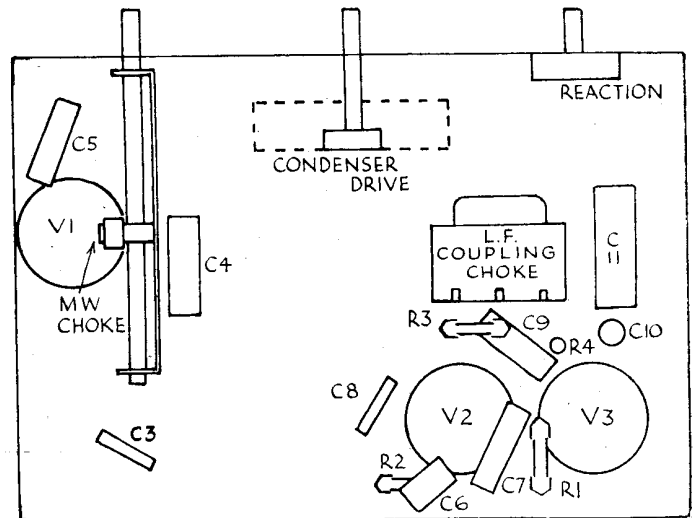 REACTION
C5
CONDENSER
DRIVE
V1
C4
L.F.
COUPLING
CHOKE
C
11
MW
CHOKE
R3
C9
R4
C10
C8
V2
V3
C3
R2
C6
C7
R1